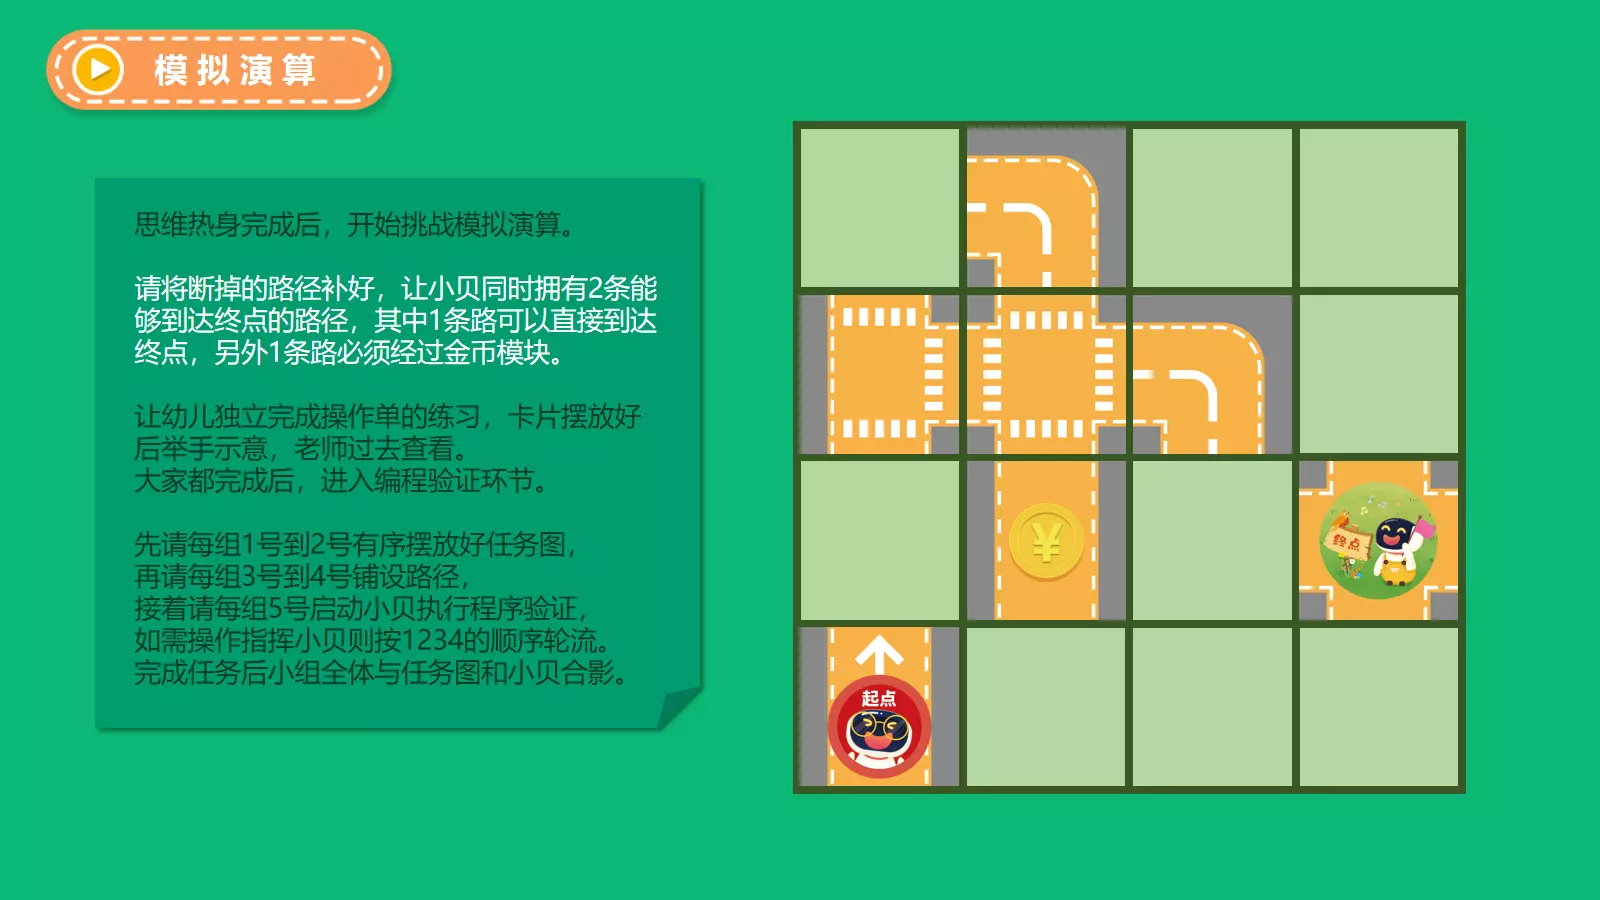 模拟演算
思维热身完成后，开始挑战模拟演算。
请将断掉的路径补好，让小贝同时拥有2条能
够到达终点的路径，其中1条路可以直接到达
终点，另外1条路必须经过金币模块。
让幼儿独立完成操作单的练习，卡片摆放好
后举手示意，老师过去查看。
大家都完成后，进入编程验证环节。
先请每组1号到2号有序摆放好任务图，
再请每组3号到4号铺设路径，
接着请每组5号启动小贝执行程序验证，
如需操作指挥小贝则按1234的顺序轮流。
完成任务后小组全体与任务图和小贝合影。
¥
终点
起点